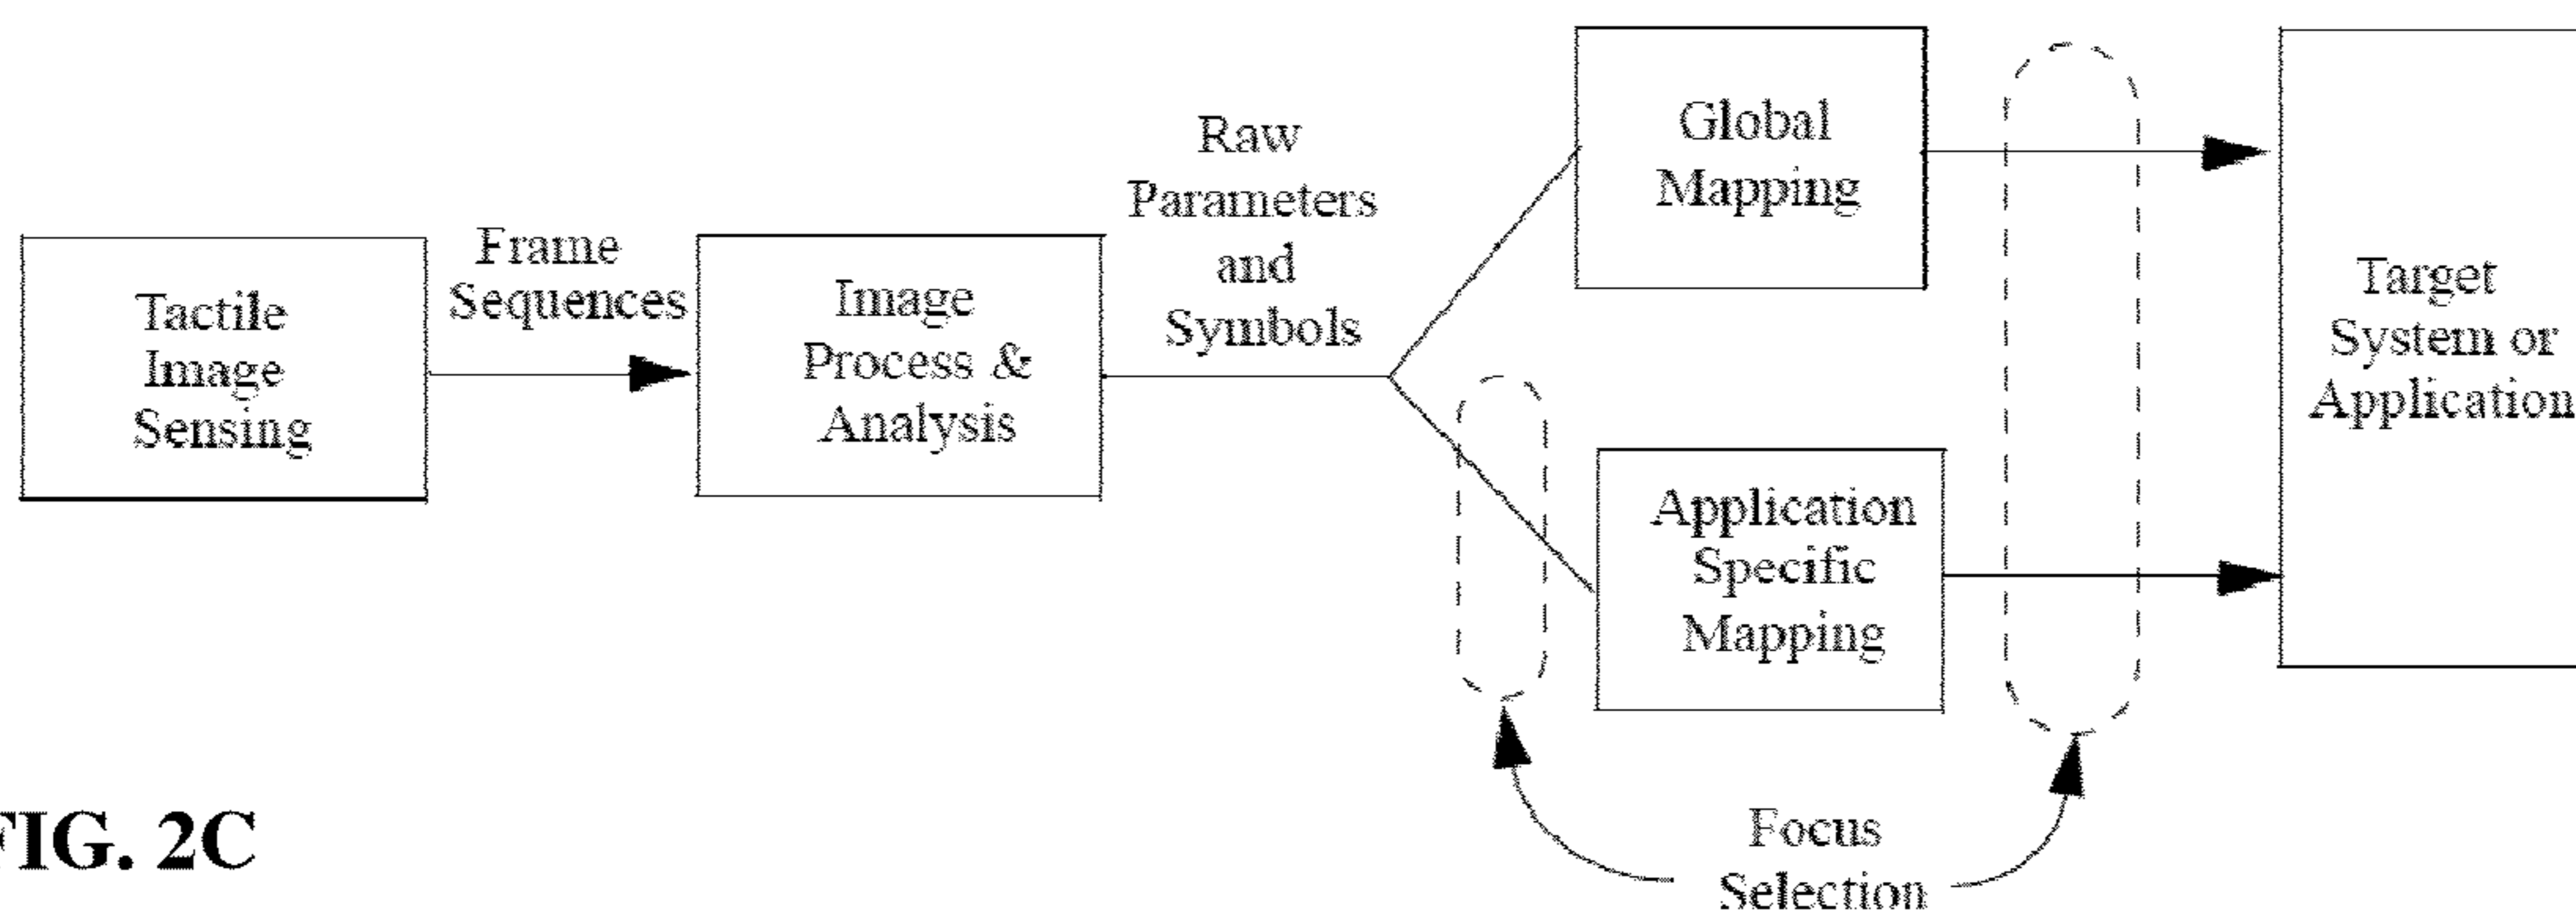 Tactile
Image
Sensing
Frame
Sequences
Image
Process &
Analysis
Raw
Parameters
and
Symbols
Global
Mapping
Application
Specific
Mapping
Target
System or
Application
Focus
Selection
FIG. 2C